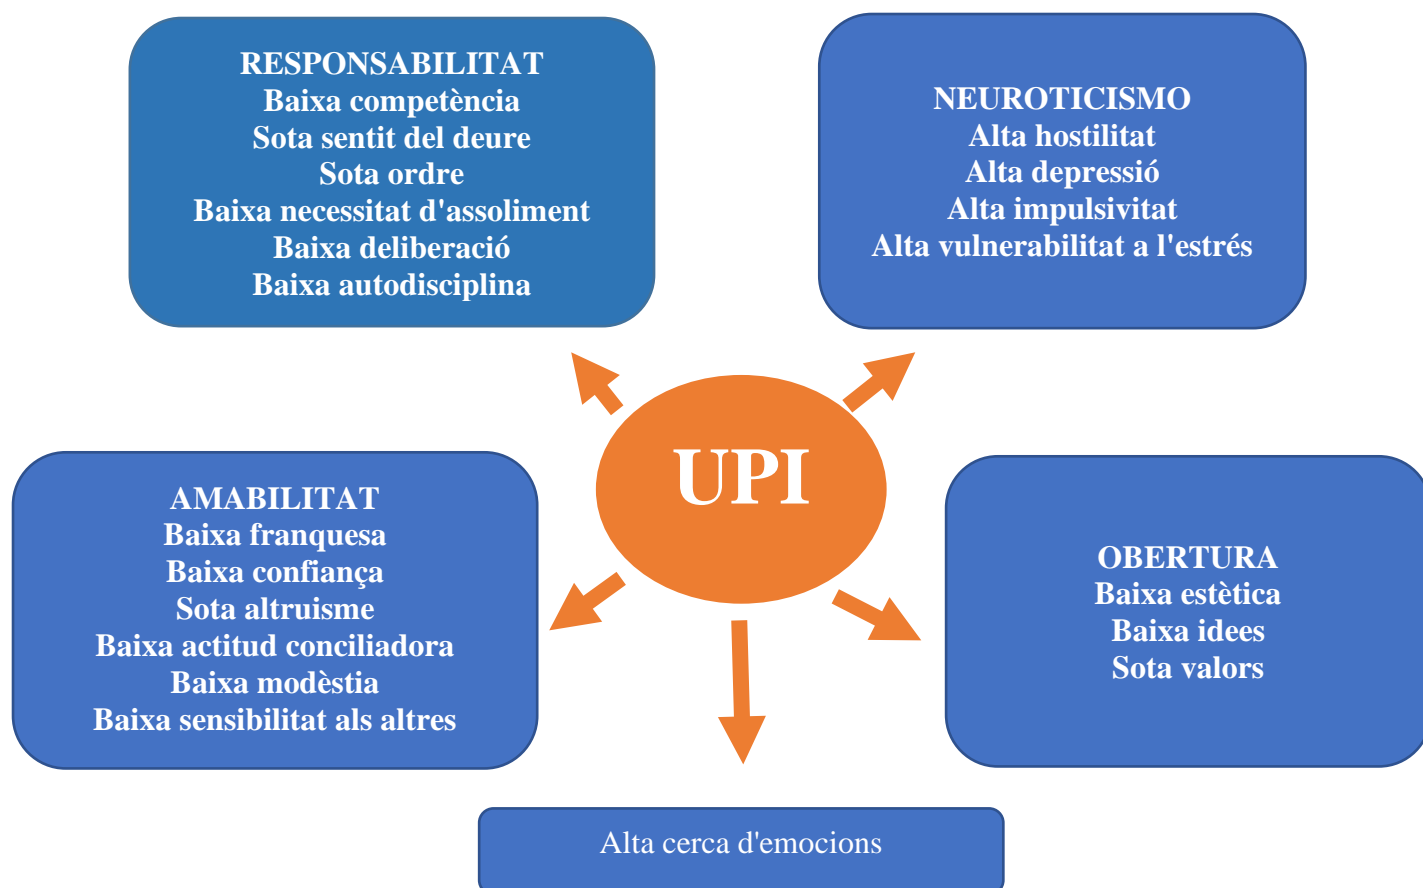 RESPONSABILITAT
Baixa competència
Sota sentit del deure
Sota ordre
Baixa necessitat d'assoliment
Baixa deliberació
Baixa autodisciplina
NEUROTICISMO
Alta hostilitat
Alta depressió
Alta impulsivitat
Alta vulnerabilitat a l'estrés
UPI
AMABILITAT
Baixa franquesa
Baixa confiança
Sota altruisme
Baixa actitud conciliadora
Baixa modèstia
Baixa sensibilitat als altres
OBERTURA
Baixa estètica
Baixa idees
Sota valors
Alta cerca d'emocions